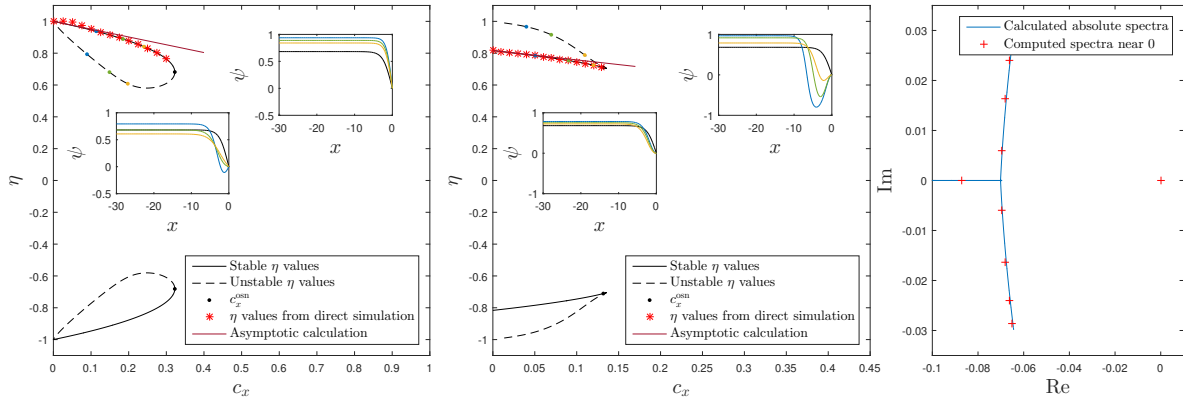 1
0.8
0.6
0.4
0.2
0
-0.2
-0.4
-0.6
-0.8
-1
η
0 0.1 0.2 0.3 0.4 0.5 0.6 0.7 0.8 0.9 1
c_x
1
0.5
0
-0.5
ψ
-30 -20 -10 0
x
1
0.5
0
-0.5
ψ
-30 -20 -10 0
x
Stable η values
Unstable η values
c_x^osn
η values from direct simulation
Asymptotic calculation
1
0.8
0.6
0.4
0.2
0
-0.2
-0.4
-0.6
-0.8
-1
η
0 0.05 0.1 0.15 0.2 0.25 0.3 0.35 0.4 0.45
c_x
1
0
-1
ψ
-30 -20 -10 0
x
1
0
-1
ψ
-30 -20 -10 0
x
Stable η values
Unstable η values
c_x^osn
η values from direct simulation
Asymptotic calculation
Calculated absolute spectra
Computed spectra near 0
0.03
0.02
0.01
0
-0.01
-0.02
-0.03
Im
-0.1 -0.08 -0.06 -0.04 -0.02 0
Re